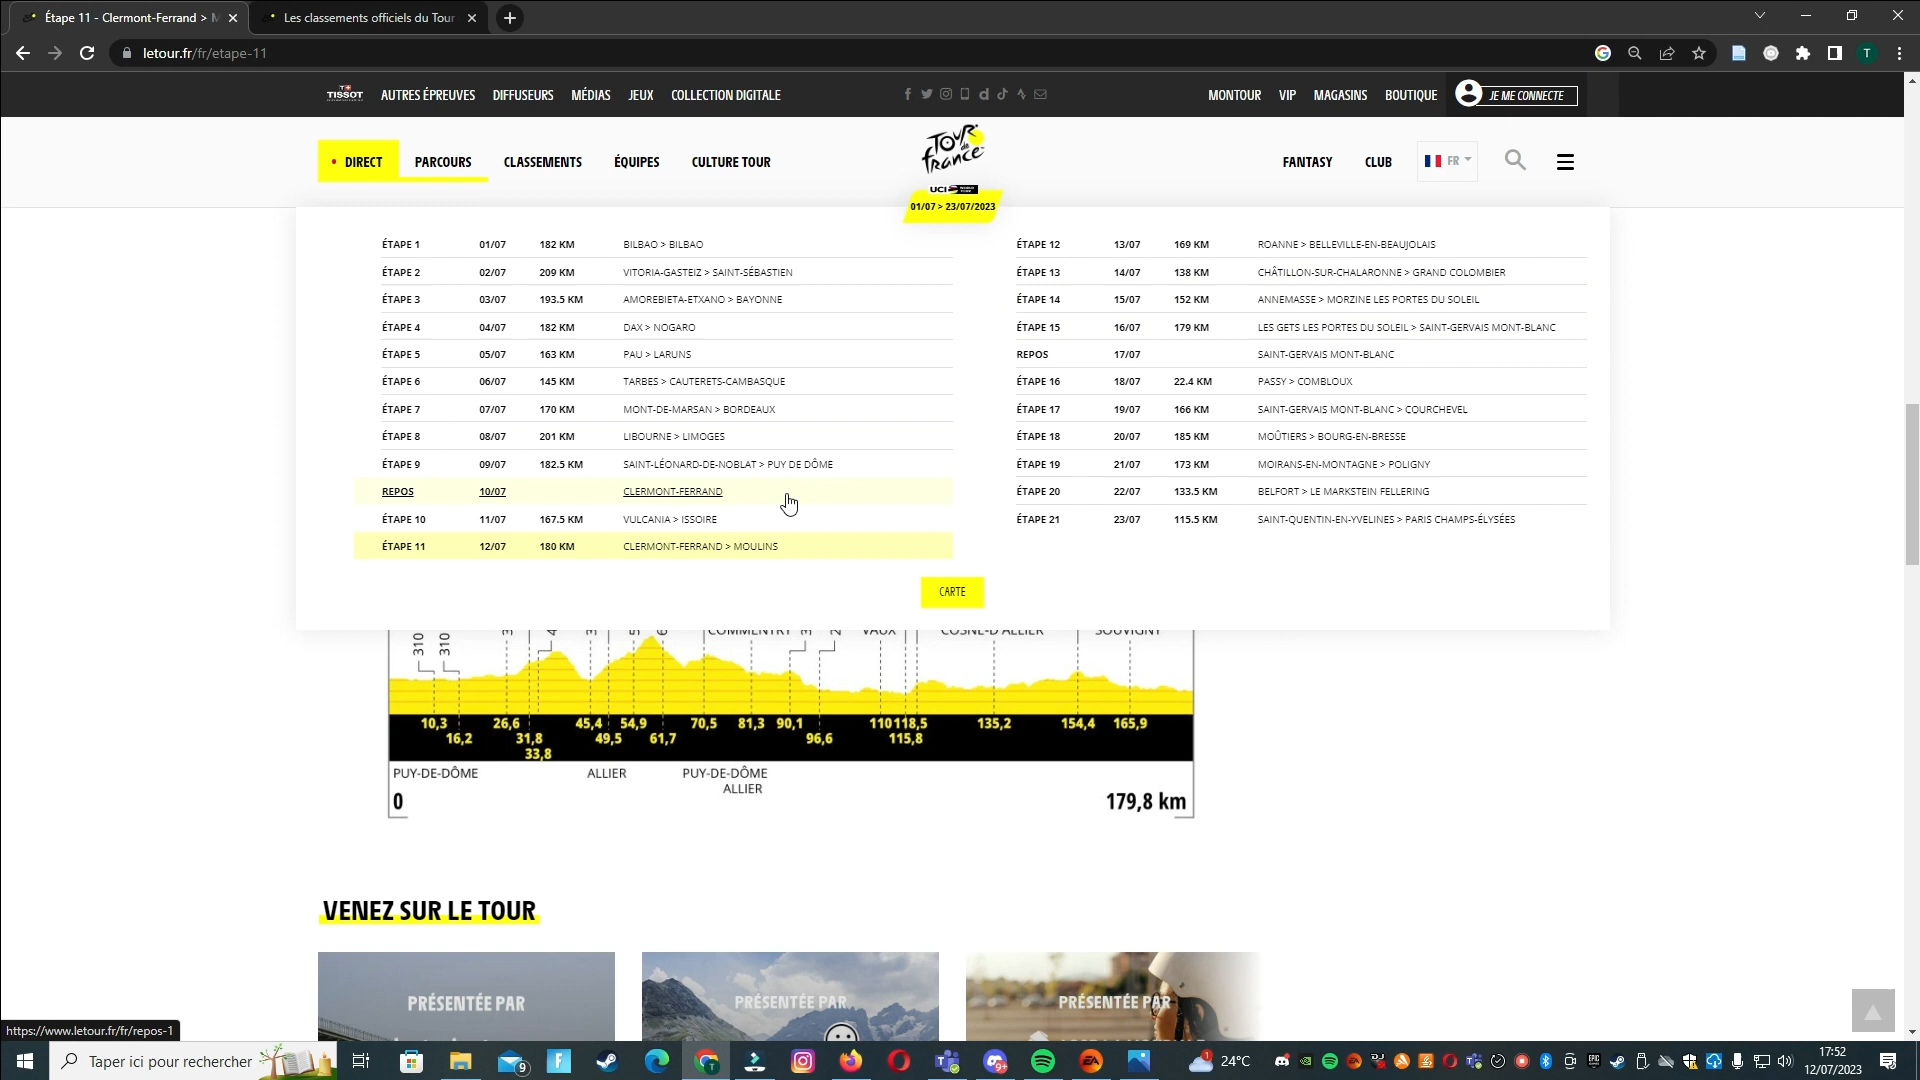 Étape 11 - Clermont-Ferrand > M
Les classements officiels du Tour
letour.fr/fr/etape-11
T
TISSOT
AUTRES ÉPREUVES
DIFFUSEURS
MÉDIAS
JEUX
COLLECTION DIGITALE
MONTOUR
VIP
MAGASINS
BOUTIQUE
JE ME CONNECTE
DIRECT
PARCOURS
CLASSEMENTS
ÉQUIPES
CULTURE TOUR
TOUR de france
UCI
01/07 > 23/07/2023
FANTASY
CLUB
FR
ÉTAPE 1 01/07 182 KM BILBAO > BILBAO
ÉTAPE 2 02/07 209 KM VITORIA-GASTEIZ > SAINT-SÉBASTIEN
ÉTAPE 3 03/07 193.5 KM AMOREBIETA-ETXANO > BAYONNE
ÉTAPE 4 04/07 182 KM DAX > NOGARO
ÉTAPE 5 05/07 163 KM PAU > LARUNS
ÉTAPE 6 06/07 145 KM TARBES > CAUTERETS-CAMBASQUE
ÉTAPE 7 07/07 170 KM MONT-DE-MARSAN > BORDEAUX
ÉTAPE 8 08/07 201 KM LIBOURNE > LIMOGES
ÉTAPE 9 09/07 182.5 KM SAINT-LÉONARD-DE-NOBLAT > PUY DE DÔME
REPOS 10/07 CLERMONT-FERRAND
ÉTAPE 10 11/07 167.5 KM VULCANIA > ISSOIRE
ÉTAPE 11 12/07 180 KM CLERMONT-FERRAND > MOULINS
ÉTAPE 12 13/07 169 KM ROANNE > BELLEVILLE-EN-BEAUJOLAIS
ÉTAPE 13 14/07 138 KM CHÂTILLON-SUR-CHALARONNE > GRAND COLOMBIER
ÉTAPE 14 15/07 152 KM ANNEMASSE > MORZINE LES PORTES DU SOLEIL
ÉTAPE 15 16/07 179 KM LES GETS LES PORTES DU SOLEIL > SAINT-GERVAIS MONT-BLANC
REPOS 17/07 SAINT-GERVAIS MONT-BLANC
ÉTAPE 16 18/07 22.4 KM PASSY > COMBLOUX
ÉTAPE 17 19/07 166 KM SAINT-GERVAIS MONT-BLANC > COURCHEVEL
ÉTAPE 18 20/07 185 KM MOÛTIERS > BOURG-EN-BRESSE
ÉTAPE 19 21/07 173 KM MOIRANS-EN-MONTAGNE > POLIGNY
ÉTAPE 20 22/07 133.5 KM BELFORT > LE MARKSTEIN FELLERING
ÉTAPE 21 23/07 115.5 KM SAINT-QUENTIN-EN-YVELINES > PARIS CHAMPS-ÉLYSÉES
CARTE
310
310
COMMENTRY
VAUX
COSNE-D'ALLIER
SOUVIGNY
10,3 26,6 45,4 54,9 70,5 81,3 90,1 110 118,5 135,2 154,4 165,9
16,2 31,8 49,5 61,7 96,6 115,8
33,8
PUY-DE-DÔME ALLIER PUY-DE-DÔME
ALLIER
0 179,8 km
VENEZ SUR LE TOUR
PRÉSENTÉE PAR
PRÉSENTÉE PAR
PRÉSENTÉE PAR
https://www.letour.fr/fr/repos-1
Taper ici pour rechercher
9
T
9+
EA
1
24°C
17:52
12/07/2023